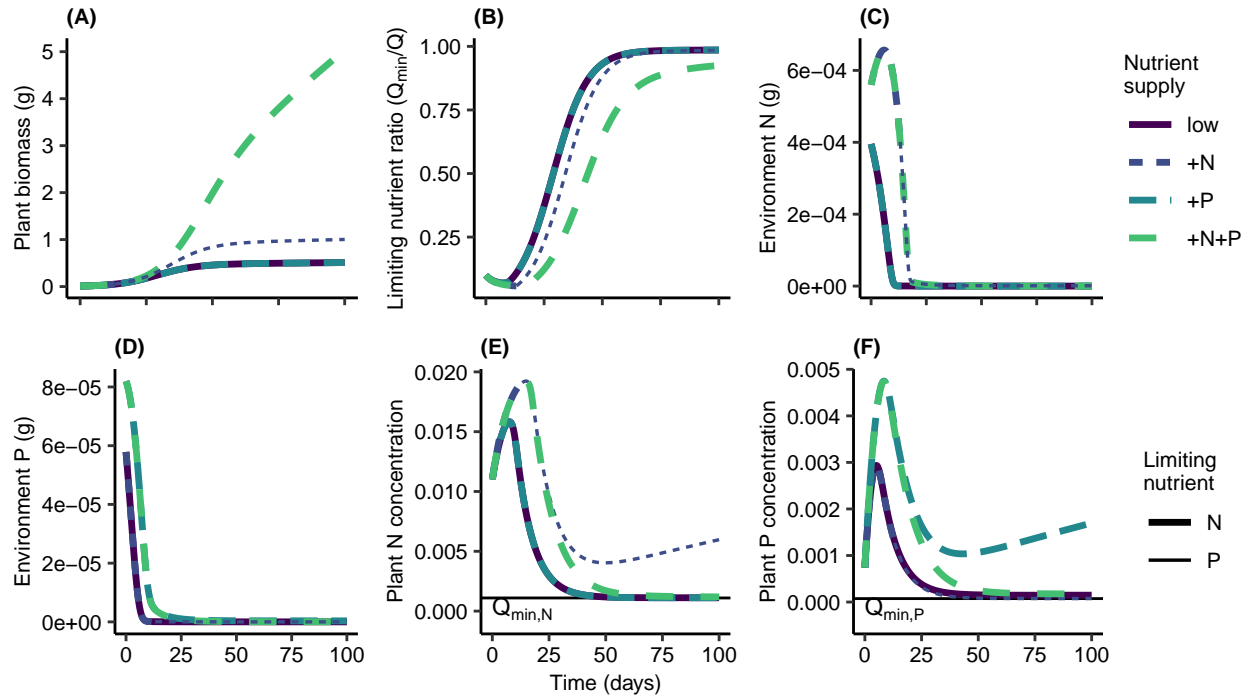 (A)
Plant biomass (g)
5
4
3
2
1
0
(B)
Limiting nutrient ratio (Qmin/Q)
1.00
0.75
0.50
0.25
(C)
Environment N (g)
6e−04
4e−04
2e−04
0e+00
Nutrient
supply
low
+N
+P
+N+P
(D)
Environment P (g)
8e−05
6e−05
4e−05
2e−05
0e+00
0 25 50 75 100
(E)
Plant N concentration
0.020
0.015
0.010
0.005
0.000
Qmin,N
0 25 50 75 100
Time (days)
(F)
Plant P concentration
0.005
0.004
0.003
0.002
0.001
0.000
Qmin,P
0 25 50 75 100
Limiting
nutrient
N
P